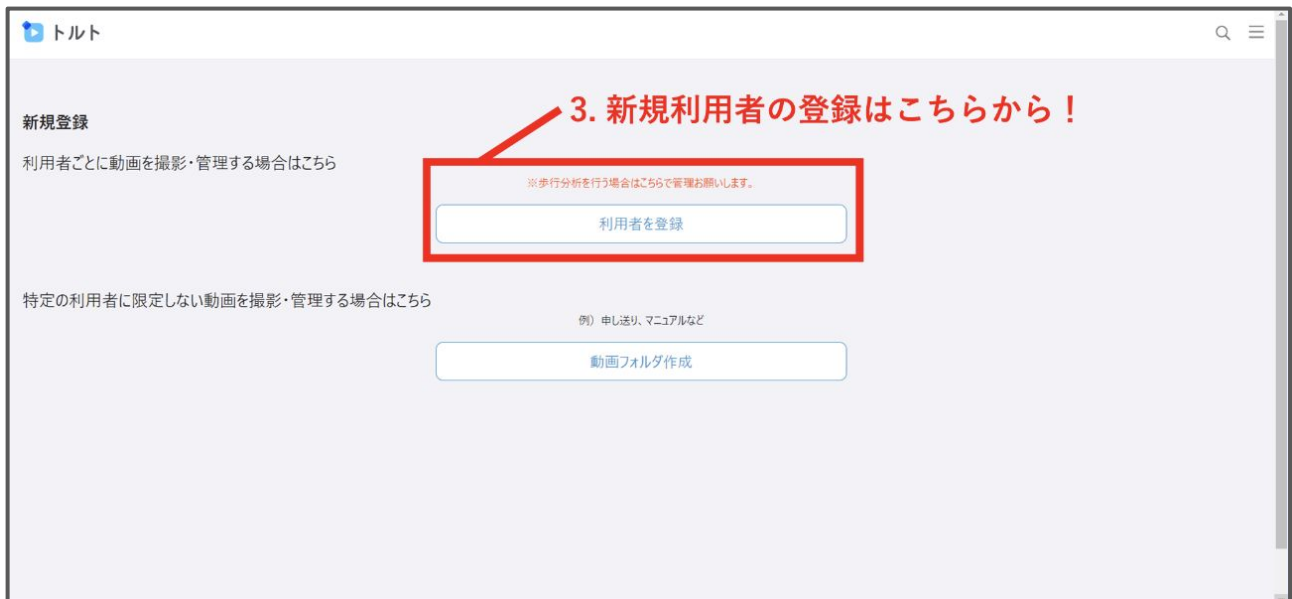 トルト
3. 新規利用者の登録はこちらから！
新規登録
利用者ごとに動画を撮影・管理する場合はこちら
※歩行分析を行う場合はこちらで管理お願いします。
利用者を登録
特定の利用者に限定しない動画を撮影・管理する場合はこちら
例） 申し送り、マニュアルなど
動画フォルダ作成